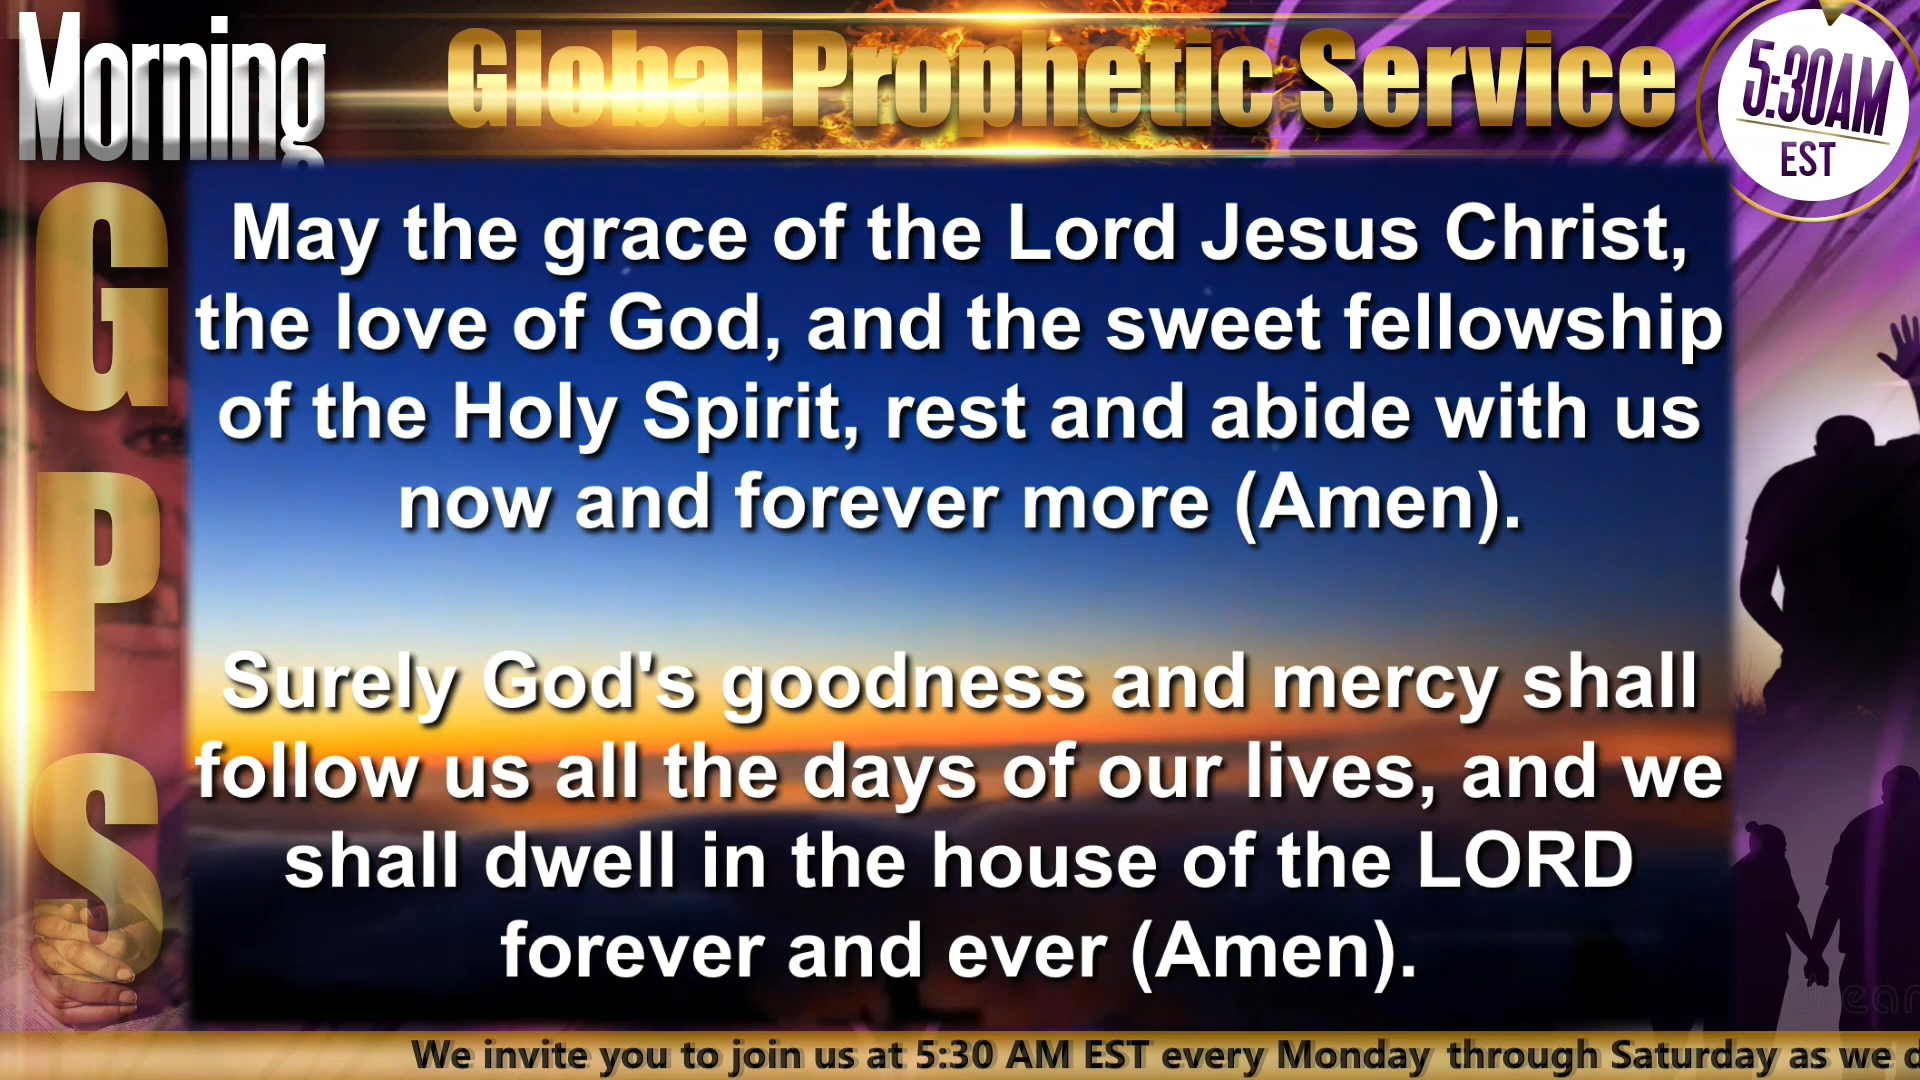 Morning
Global Prophetic Service
5:30AM
EST
G
P
S
May the grace of the Lord Jesus Christ,
the love of God, and the sweet fellowship
of the Holy Spirit, rest and abide with us
now and forever more (Amen).
Surely God's goodness and mercy shall
follow us all the days of our lives, and we
shall dwell in the house of the LORD
forever and ever (Amen).
We invite you to join us at 5:30 AM EST every Monday through Saturday as we